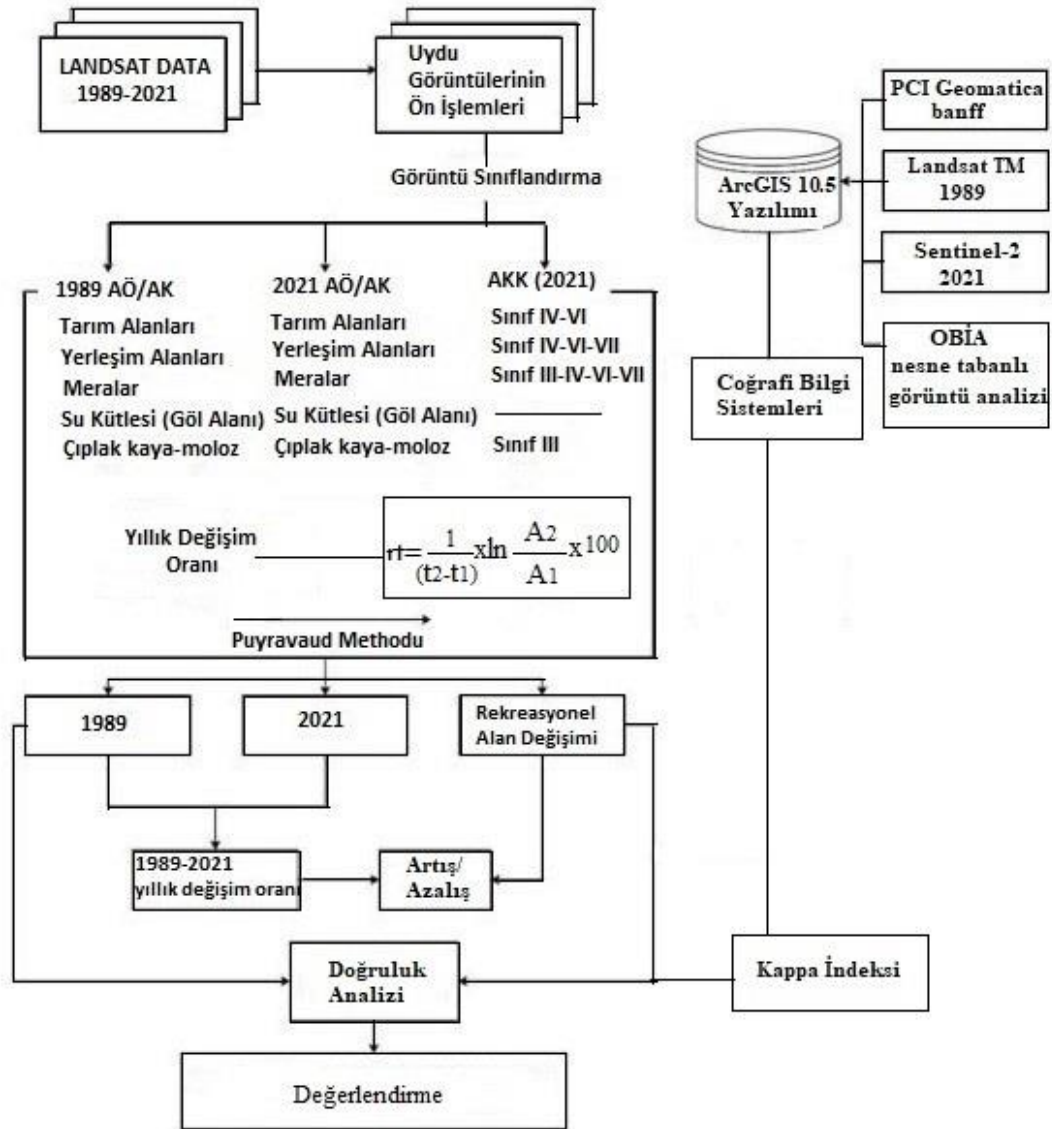 LANDSAT DATA
1989-2021
Uydu
Görüntülerinin
Ön İşlemleri
Görüntü Sınıflandırma
1989 AÖ/AK
Tarım Alanları
Yerleşim Alanları
Meralar
Su Kütlesi (Göl Alanı)
Çıplak kaya-moloz
2021 AÖ/AK
Tarım Alanları
Yerleşim Alanları
Meralar
Su Kütlesi (Göl Alanı)
Çıplak kaya-moloz
AKK (2021)
Sınıf IV-VI
Sınıf IV-VI-VII
Sınıf III-IV-VI-VII
Sınıf III
Yıllık Değişim
Oranı
rt= 1/(t2-t1) xln A2/A1 x100
Puyravaud Methodu
1989
2021
Rekreasyonel
Alan Değişimi
1989-2021
yıllık değişim oranı
Artış/
Azalış
Doğruluk
Analizi
Değerlendirme
PCI Geomatica
banff
Landsat TM
1989
Sentinel-2
2021
OBİA
nesne tabanlı
görüntü analizi
ArcGIS 10.5
Yazılımı
Coğrafi Bilgi
Sistemleri
Kappa İndeksi